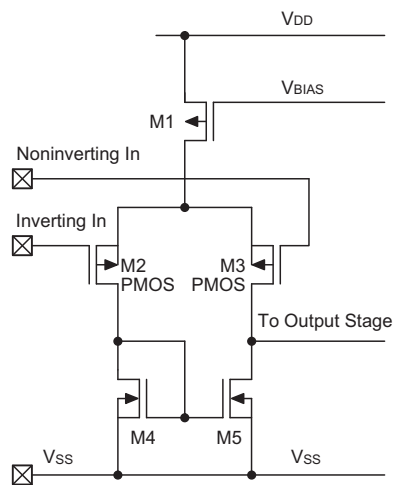 VDD
VBIAS
M1
Noninverting In
Inverting In
M2
PMOS
M3
PMOS
To Output Stage
M4
M5
VSS
VSS